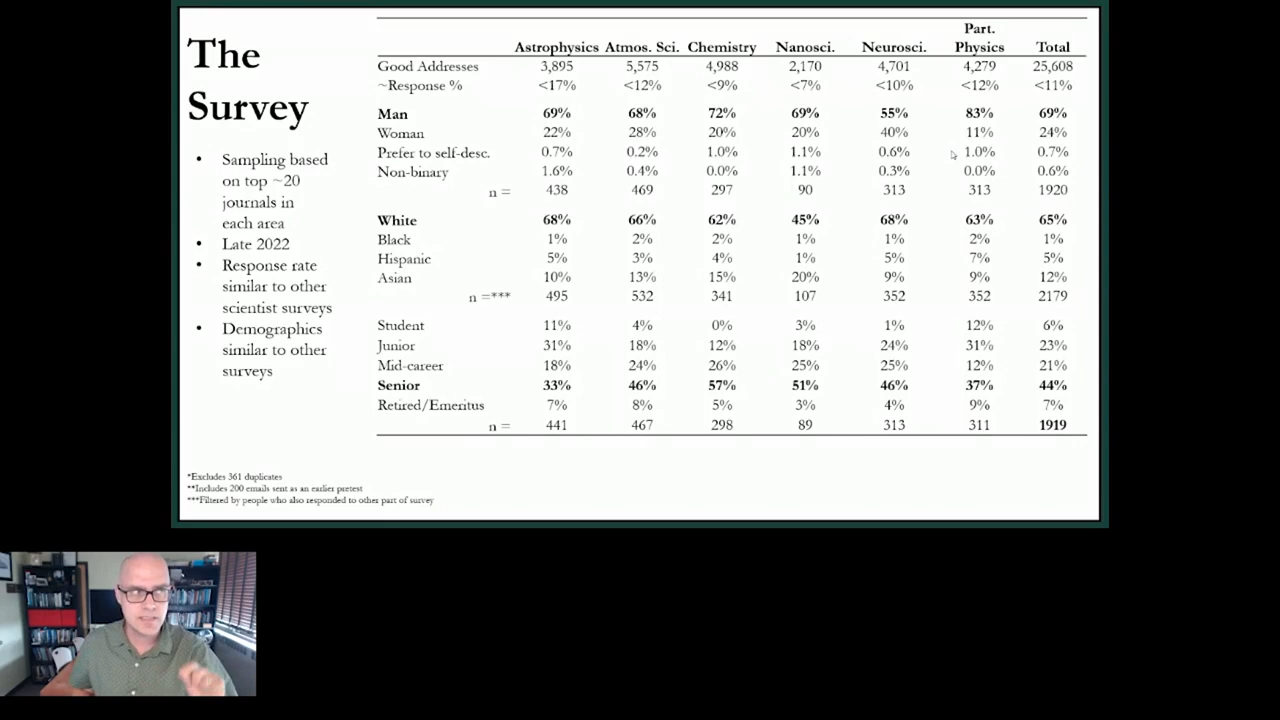 The
Survey
• Sampling based
on top ~20
journals in
each area
• Late 2022
• Response rate
similar to other
scientist surveys
• Demographics
similar to other
surveys
Astrophysics Atmos. Sci. Chemistry Nanosci. Neurosci. Part. Physics Total
Good Addresses 3,895 5,575 4,988 2,170 4,701 4,279 25,608
~Response % <17% <12% <9% <7% <10% <12% <11%
Man 69% 68% 72% 69% 55% 83% 69%
Woman 22% 28% 20% 20% 40% 11% 24%
Prefer to self-desc. 0.7% 0.2% 1.0% 1.1% 0.6% 1.0% 0.7%
Non-binary 1.6% 0.4% 0.0% 1.1% 0.3% 0.0% 0.6%
n = 438 469 297 90 313 313 1920
White 68% 66% 62% 45% 68% 63% 65%
Black 1% 2% 2% 1% 1% 2% 1%
Hispanic 5% 3% 4% 1% 5% 7% 5%
Asian 10% 13% 15% 20% 9% 9% 12%
n =*** 495 532 341 107 352 352 2179
Student 11% 4% 0% 3% 1% 12% 6%
Junior 31% 18% 12% 18% 24% 31% 23%
Mid-career 18% 24% 26% 25% 25% 12% 21%
Senior 33% 46% 57% 51% 46% 37% 44%
Retired/Emeritus 7% 8% 5% 3% 4% 9% 7%
n = 441 467 298 89 313 311 1919
*Excludes 361 duplicates
**Includes 200 emails sent as an earlier pretest
***Filtered by people who also responded to other part of survey